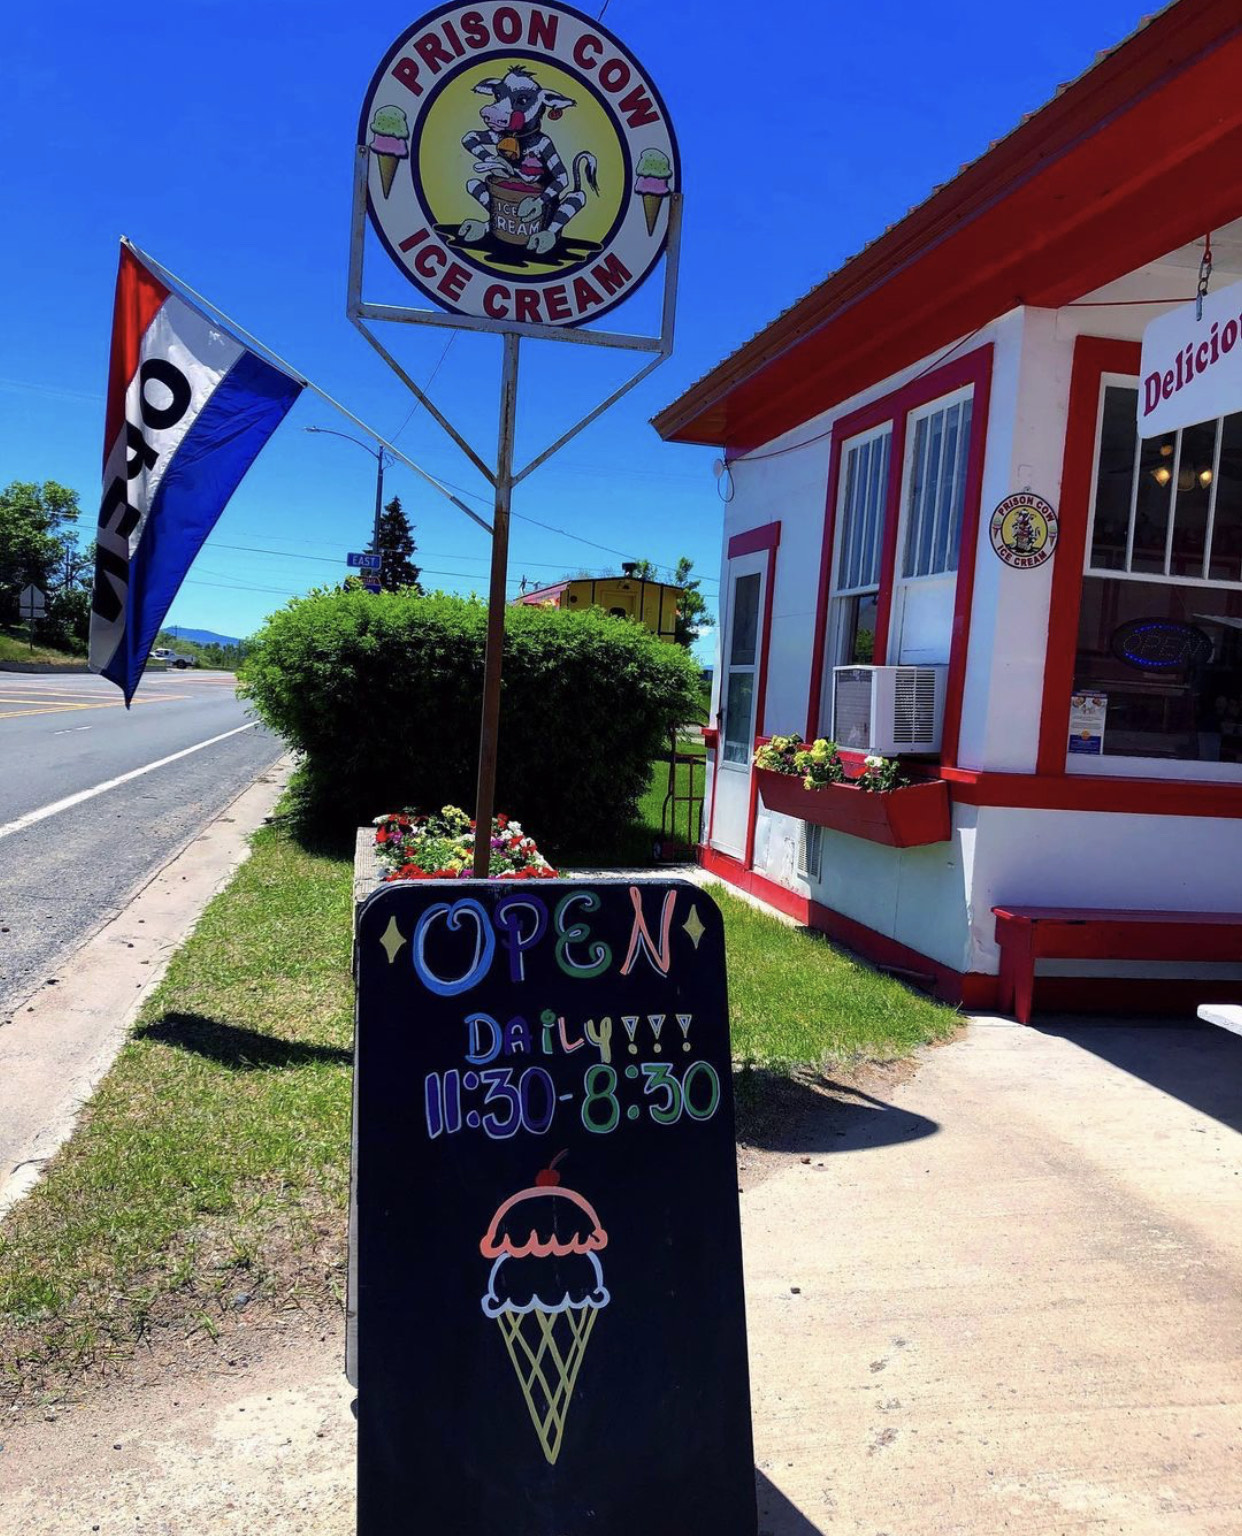 PRISON COW
ICE CREAM
ICE CREAM
OPEN
EAST
PRISON COW
ICE CREAM
OPEN
OPEN
DAiLY!!!
11:30-8:30